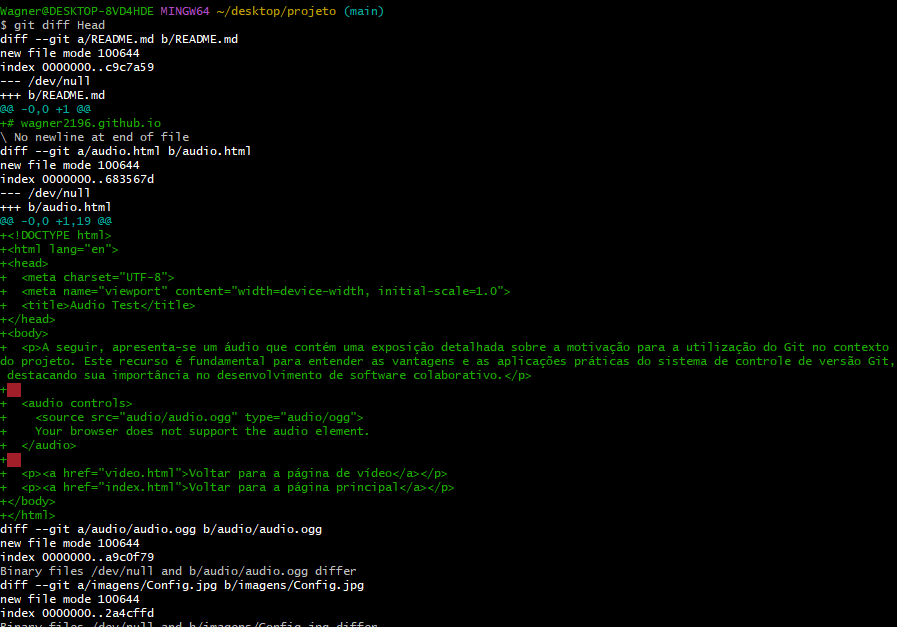 Wagner@DESKTOP-8VD4HDE MINGW64 ~/desktop/projeto (main)
$ git diff Head
diff --git a/README.md b/README.md
new file mode 100644
index 0000000..c9c7a59
--- /dev/null
+++ b/README.md
@@ -0,0 +1 @@
+# wagner2196.github.io
\ No newline at end of file
diff --git a/audio.html b/audio.html
new file mode 100644
index 0000000..683567d
--- /dev/null
+++ b/audio.html
@@ -0,0 +1,19 @@
+<!DOCTYPE html>
+<html lang="en">
+<head>
+  <meta charset="UTF-8">
+  <meta name="viewport" content="width=device-width, initial-scale=1.0">
+  <title>Audio Test</title>
+</head>
+<body>
+  <p>A seguir, apresenta-se um áudio que contém uma exposição detalhada sobre a motivação para a utilização do Git no contexto
do projeto. Este recurso é fundamental para entender as vantagens e as aplicações práticas do sistema de controle de versão Git,
 destacando sua importância no desenvolvimento de software colaborativo.</p>
+
+  <audio controls>
+    <source src="audio/audio.ogg" type="audio/ogg">
+    Your browser does not support the audio element.
+  </audio>
+
+  <p><a href="video.html">Voltar para a página de vídeo</a></p>
+  <p><a href="index.html">Voltar para a página principal</a></p>
+</body>
+</html>
diff --git a/audio/audio.ogg b/audio/audio.ogg
new file mode 100644
index 0000000..a9c0f79
Binary files /dev/null and b/audio/audio.ogg differ
diff --git a/imagens/Config.jpg b/imagens/Config.jpg
new file mode 100644
index 0000000..2a4cffd
Binary files /dev/null and b/imagens/Config.jpg differ